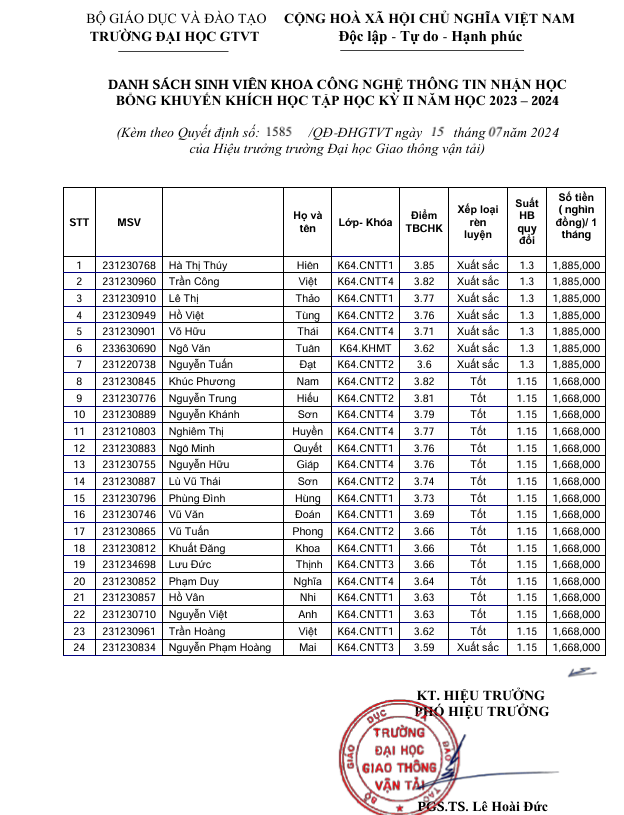 BỘ GIÁO DỤC VÀ ĐÀO TẠO CỘNG HOÀ XÃ HỘI CHỦ NGHĨA VIỆT NAM
TRƯỜNG ĐẠI HỌC GTVT Độc lập - Tự do - Hạnh phúc
DANH SÁCH SINH VIÊN KHOA CÔNG NGHỆ THÔNG TIN NHẬN HỌC
BỔNG KHUYẾN KHÍCH HỌC TẬP HỌC KỲ II NĂM HỌC 2023 – 2024
(Kèm theo Quyết định số: 1585 /QĐ-ĐHGTVT ngày 15 tháng 07 năm 2024
của Hiệu trưởng trường Đại học Giao thông vận tải)
STT MSV Họ và tên Lớp- Khóa Điểm TBCHK Xếp loại rèn luyện Suất HB quy đổi Số tiền ( nghìn đồng)/ 1 tháng
1 231230768 Hà Thị Thúy Hiên K64.CNTT1 3.85 Xuất sắc 1.3 1,885,000
2 231230960 Trần Công Việt K64.CNTT4 3.82 Xuất sắc 1.3 1,885,000
3 231230910 Lê Thị Thảo K64.CNTT1 3.77 Xuất sắc 1.3 1,885,000
4 231230949 Hồ Việt Tùng K64.CNTT2 3.76 Xuất sắc 1.3 1,885,000
5 231230901 Võ Hữu Thái K64.CNTT4 3.71 Xuất sắc 1.3 1,885,000
6 233630690 Ngô Văn Tuân K64.KHMT 3.62 Xuất sắc 1.3 1,885,000
7 231220738 Nguyễn Tuấn Đạt K64.CNTT2 3.6 Xuất sắc 1.3 1,885,000
8 231230845 Khúc Phương Nam K64.CNTT2 3.82 Tốt 1.15 1,668,000
9 231230776 Nguyễn Trung Hiếu K64.CNTT2 3.81 Tốt 1.15 1,668,000
10 231230889 Nguyễn Khánh Sơn K64.CNTT4 3.79 Tốt 1.15 1,668,000
11 231210803 Nghiêm Thị Huyền K64.CNTT4 3.77 Tốt 1.15 1,668,000
12 231230883 Ngô Minh Quyết K64.CNTT1 3.76 Tốt 1.15 1,668,000
13 231230755 Nguyễn Hữu Giáp K64.CNTT4 3.76 Tốt 1.15 1,668,000
14 231230887 Lù Vũ Thái Sơn K64.CNTT2 3.74 Tốt 1.15 1,668,000
15 231230796 Phùng Đình Hùng K64.CNTT1 3.73 Tốt 1.15 1,668,000
16 231230746 Vũ Văn Đoán K64.CNTT1 3.69 Tốt 1.15 1,668,000
17 231230865 Vũ Tuấn Phong K64.CNTT2 3.66 Tốt 1.15 1,668,000
18 231230812 Khuất Đăng Khoa K64.CNTT1 3.66 Tốt 1.15 1,668,000
19 231234698 Lưu Đức Thịnh K64.CNTT3 3.66 Tốt 1.15 1,668,000
20 231230852 Phạm Duy Nghĩa K64.CNTT4 3.64 Tốt 1.15 1,668,000
21 231230857 Hồ Vân Nhi K64.CNTT1 3.63 Tốt 1.15 1,668,000
22 231230710 Nguyễn Việt Anh K64.CNTT1 3.63 Tốt 1.15 1,668,000
23 231230961 Trần Hoàng Việt K64.CNTT1 3.62 Tốt 1.15 1,668,000
24 231230834 Nguyễn Phạm Hoàng Mai K64.CNTT3 3.59 Xuất sắc 1.15 1,668,000
KT. HIỆU TRƯỞNG
PHÓ HIỆU TRƯỞNG
BỘ GIÁO DỤC VÀ ĐÀO TẠO
TRƯỜNG
ĐẠI HỌC
GIAO THÔNG
VẬN TẢI
PGS.TS. Lê Hoài Đức